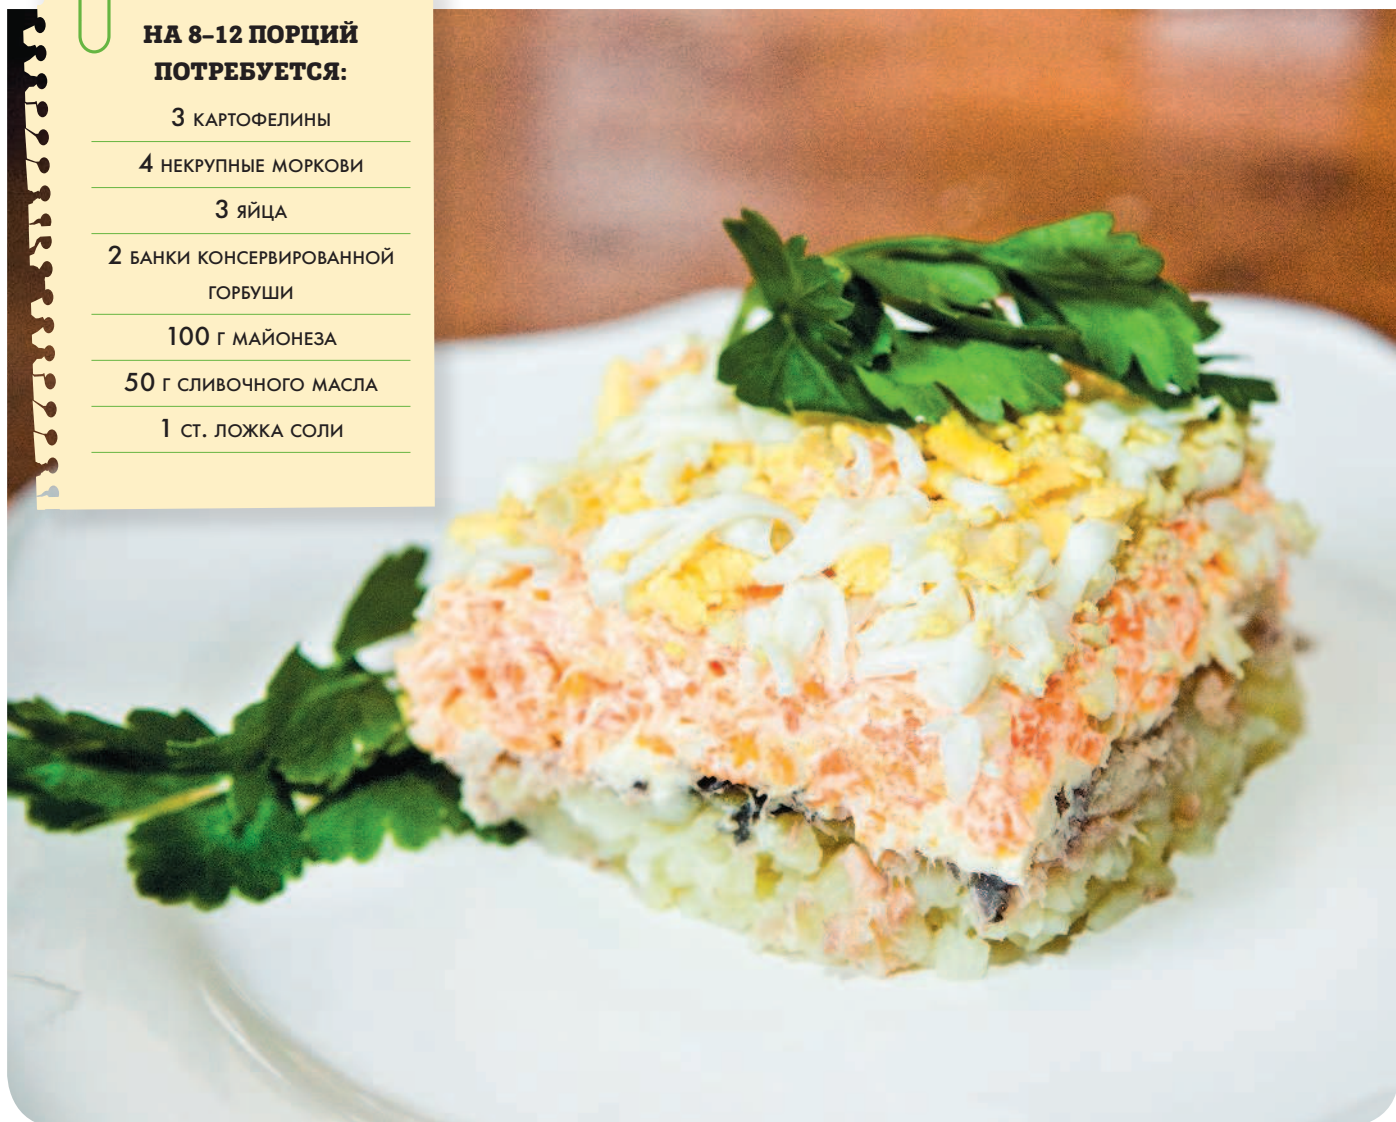 НА 8–12 ПОРЦИЙ
ПОТРЕБУЕТСЯ:
3 КАРТОФЕЛИНЫ
4 НЕКРУПНЫЕ МОРКОВИ
3 ЯЙЦА
2 БАНКИ КОНСЕРВИРОВАННОЙ
ГОРБУШИ
100 Г МАЙОНЕЗА
50 Г СЛИВОЧНОГО МАСЛА
1 СТ. ЛОЖКА СОЛИ